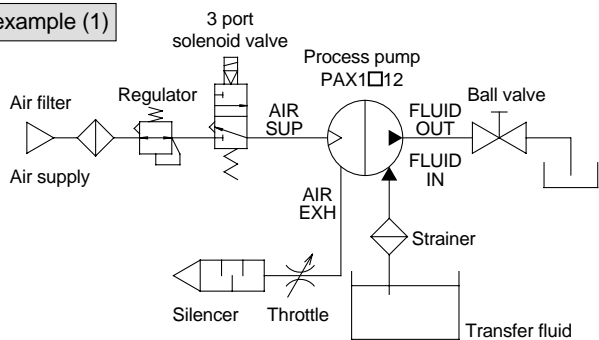 example (1)
3 port
solenoid valve
Process pump
PAX1□12
Air filter
Regulator
AIR
SUP
FLUID
OUT
Ball valve
Air supply
FLUID
IN
AIR
EXH
Strainer
Silencer
Throttle
Transfer fluid